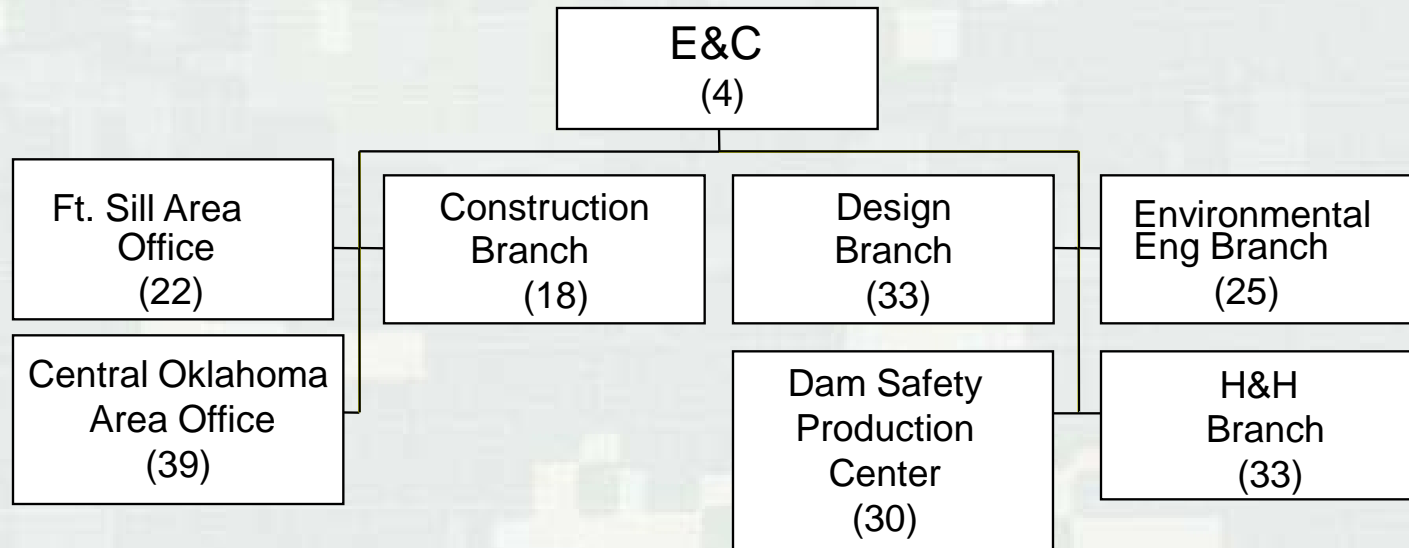 E&C
(4)
Ft. Sill Area
Office
(22)
Construction
Branch
(18)
Design
Branch
(33)
Environmental
Eng Branch
(25)
Central Oklahoma
Area Office
(39)
Dam Safety
Production
Center
(30)
H&H
Branch
(33)